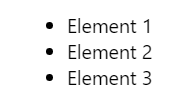 • Element 1
• Element 2
• Element 3